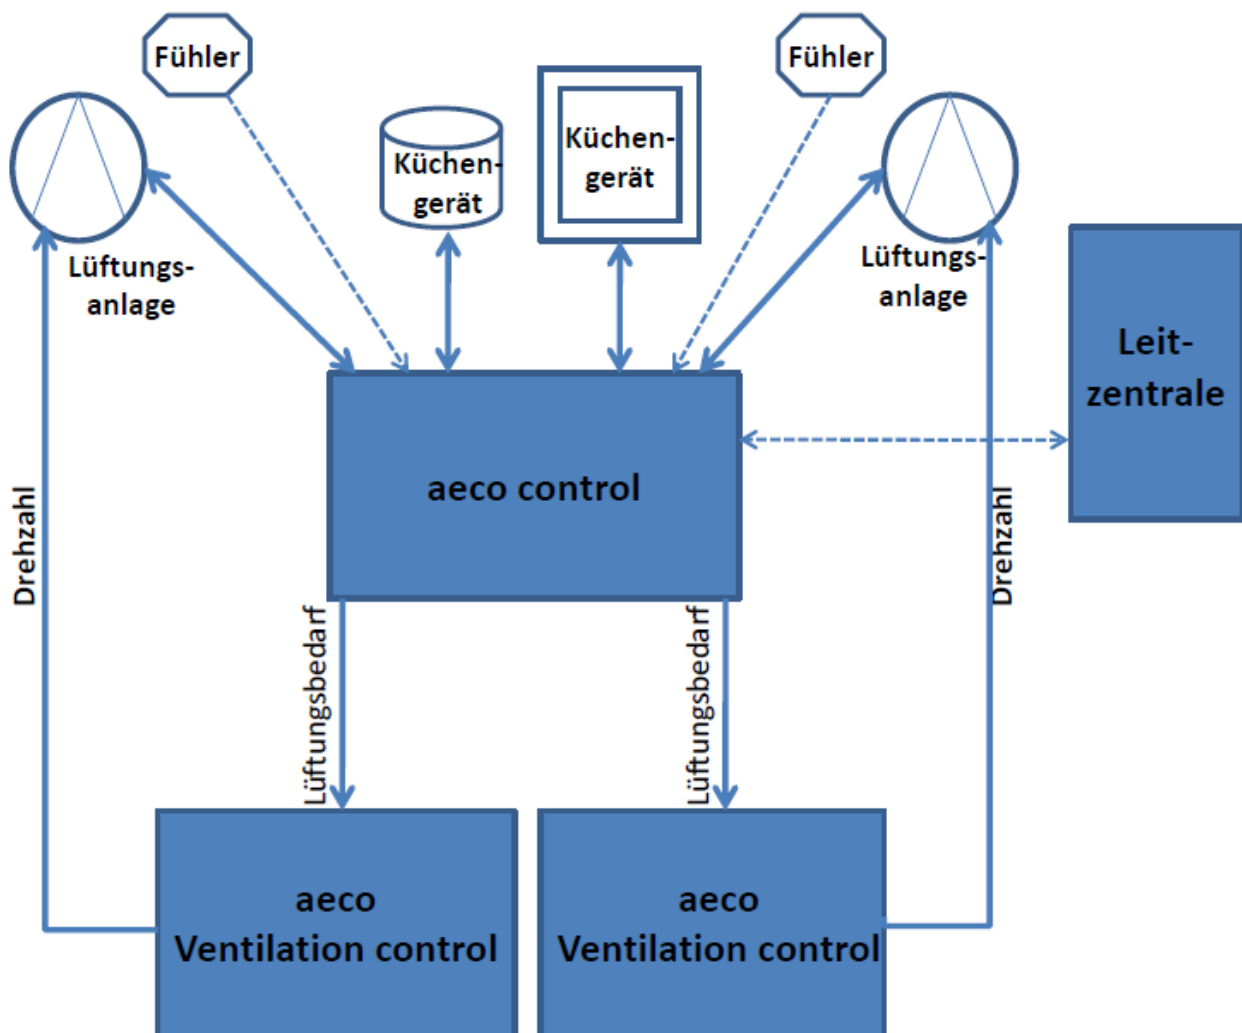 Fühler
Fühler
Küchen-
gerät
Küchen-
gerät
Lüftungs-
anlage
Lüftungs-
anlage
Leit-
zentrale
aeco control
Drehzahl
Drehzahl
Lüftungsbedarf
Lüftungsbedarf
aeco
Ventilation control
aeco
Ventilation control